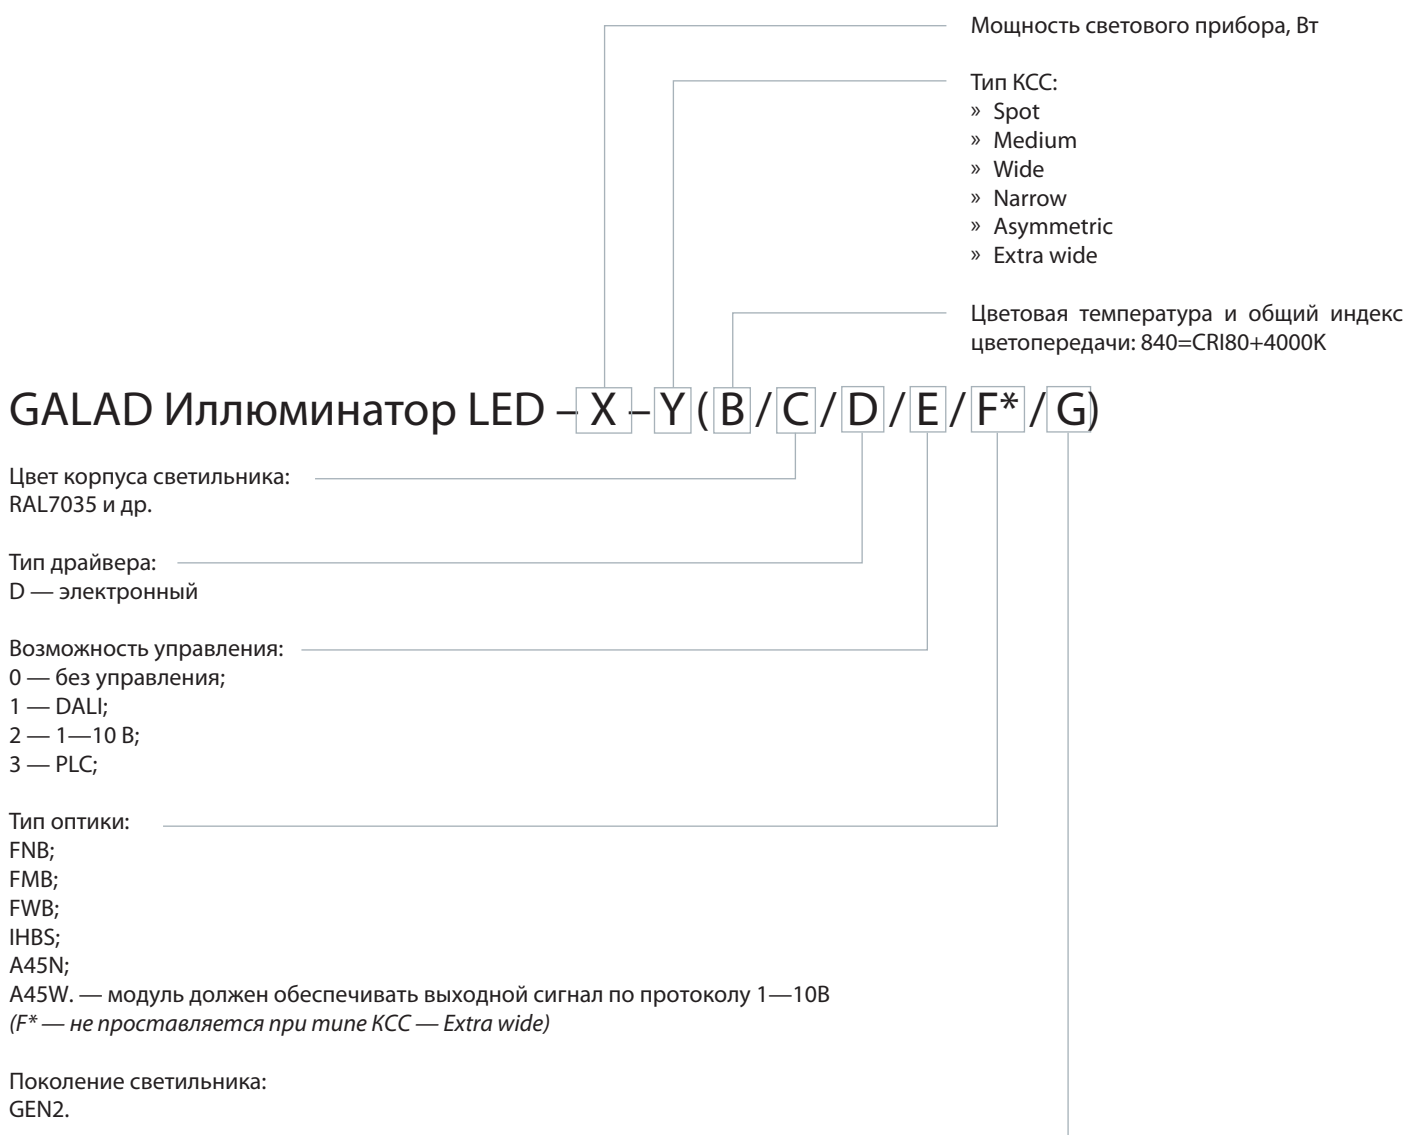 Мощность светового прибора, Вт
Тип КСС:
» Spot
» Medium
» Wide
» Narrow
» Asymmetric
» Extra wide
Цветовая температура и общий индекс
цветопередачи: 840=CRI80+4000K
GALAD Иллюминатор LED – X – Y ( B / C / D / E / F* / G)
Цвет корпуса светильника:
RAL7035 и др.
Тип драйвера:
D — электронный
Возможность управления:
0 — без управления;
1 — DALI;
2 — 1—10 В;
3 — PLC;
Тип оптики:
FNB;
FMB;
FWB;
IHBS;
A45N;
A45W. — модуль должен обеспечивать выходной сигнал по протоколу 1—10В
(F* — не проставляется при типе КСС — Extra wide)
Поколение светильника:
GEN2.